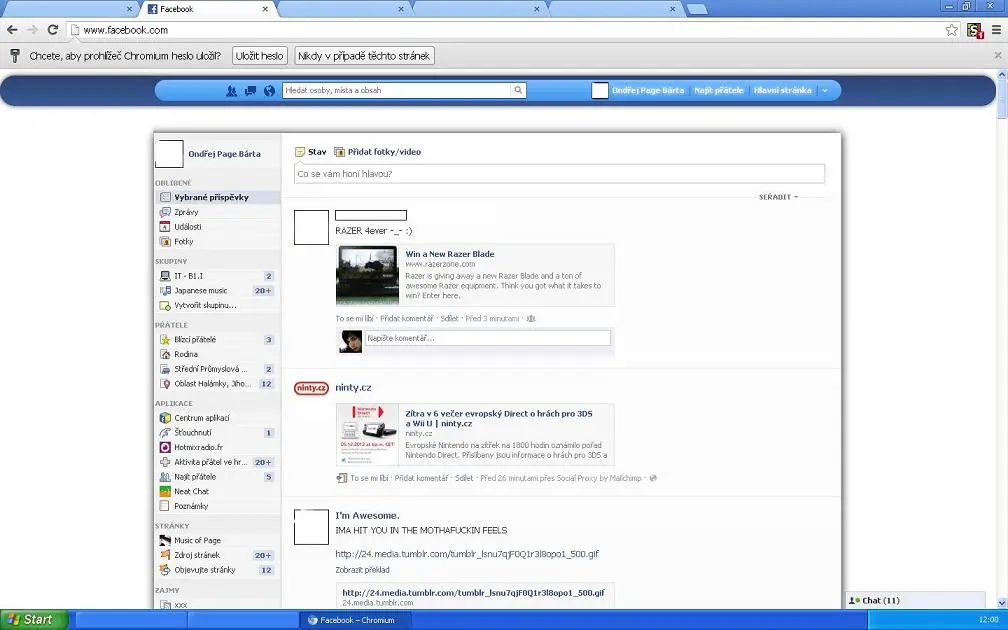 Facebook
www.facebook.com
Chcete, aby prohlížeč Chromium heslo uložil?
Uložit heslo
Nikdy v případě těchto stránek
Hledat osoby, místa a obsah
Ondřej Page Bárta
Najít přátele
Hlavní stránka
Ondřej Page Bárta
OBLÍBENÉ
Vybrané příspěvky
Zprávy
Události
Fotky
SKUPINY
IT - B1.I 2
Japanese music 20+
Vytvořit skupinu...
PŘÁTELÉ
Blízcí přátelé 3
Rodina
Střední Průmyslová ... 2
Oblast Halámky, Jiho... 12
APLIKACE
Centrum aplikací
Šťouchnutí 1
Hotmixradio.fr
Aktivita přátel ve hr... 20+
Najít přátele 5
Neat Chat
Poznámky
STRÁNKY
Music of Page
Zdroj stránek 20+
Objevujte stránky 12
ZÁJMY
xxx
Stav Přidat fotky/video
Co se vám honí hlavou?
SEŘADIT
RAZER 4ever -_- :)
Win a New Razer Blade
www.razerzone.com
Razer is giving away a new Razer Blade and a ton of
awesome Razer equipment. Think you got what it takes to
win? Enter here.
To se mi líbí · Přidat komentář · Sdílet · Před 3 minutami ·
Napište komentář...
ninty.cz
ninty.cz
Zítra v 6 večer evropský Direct o hrách pro 3DS
a Wii U | ninty.cz
ninty.cz
Evropské Nintendo na zítřek na 1800 hodin oznámilo pořad
Nintendo Direct. Přislíbeny jsou informace o hrách pro 3DS a
To se mi líbí · Přidat komentář · Sdílet · Před 26 minutami přes Social Proxy by Mailchimp ·
I'm Awesome.
IMA HIT YOU IN THE MOTHAFUCKIN FEELS
http://24.media.tumblr.com/tumblr_lsnu7qjF0Q1r3l8opo1_500.gif
Zobrazit překlad
http://24.media.tumblr.com/tumblr_lsnu7qjF0Q1r3l8opo1_500.gif
24.media.tumblr.com
Chat (11)
Start
Facebook – Chromium
12:00